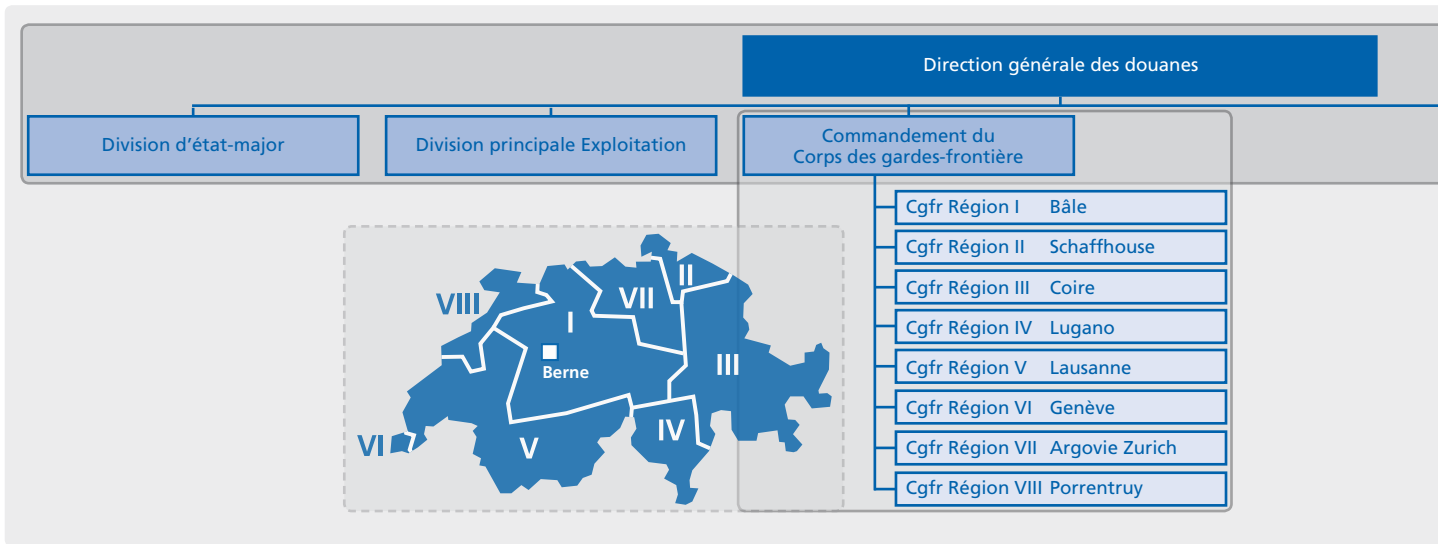 Direction générale des douanes
Division d'état-major
Division principale Exploitation
Commandement du
Corps des gardes-frontière
Cgfr Région I Bâle
Cgfr Région II Schaffhouse
Cgfr Région III Coire
Cgfr Région IV Lugano
Cgfr Région V Lausanne
Cgfr Région VI Genève
Cgfr Région VII Argovie Zurich
Cgfr Région VIII Porrentruy
II
VIII
VII
I
III
Berne
IV
VI
V